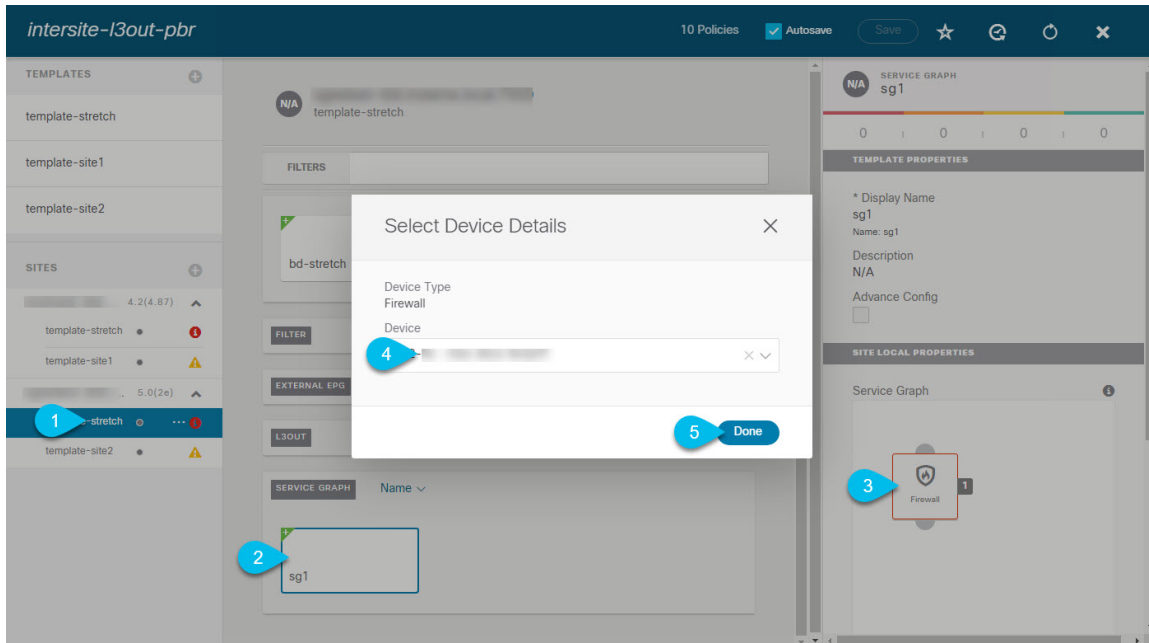 intersite-l3out-pbr
10 Policies
Autosave
Save
TEMPLATES
template-stretch
template-site1
template-site2
SITES
4.2(4.87)
template-stretch
template-site1
5.0(2e)
1
-stretch
template-site2
N/A
template-stretch
FILTERS
bd-stretch
FILTER
EXTERNAL EPG
L3OUT
SERVICE GRAPH
Name
2
sg1
Select Device Details
Device Type
Firewall
Device
4
5
Done
N/A
SERVICE GRAPH
sg1
0 0 0 0
TEMPLATE PROPERTIES
* Display Name
sg1
Name: sg1
Description
N/A
Advance Config
SITE LOCAL PROPERTIES
Service Graph
3
Firewall
1